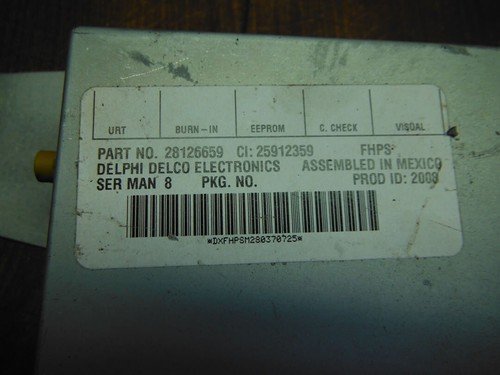 URT BURN-IN EEPROM C. CHECK VISUAL
PART NO. 28126659 CI: 25912359 FHPS
DELPHI DELCO ELECTRONICS ASSEMBLED IN MEXICO
SER MAN 8 PKG. NO. PROD ID: 2008
*DXFHPSM280370725*